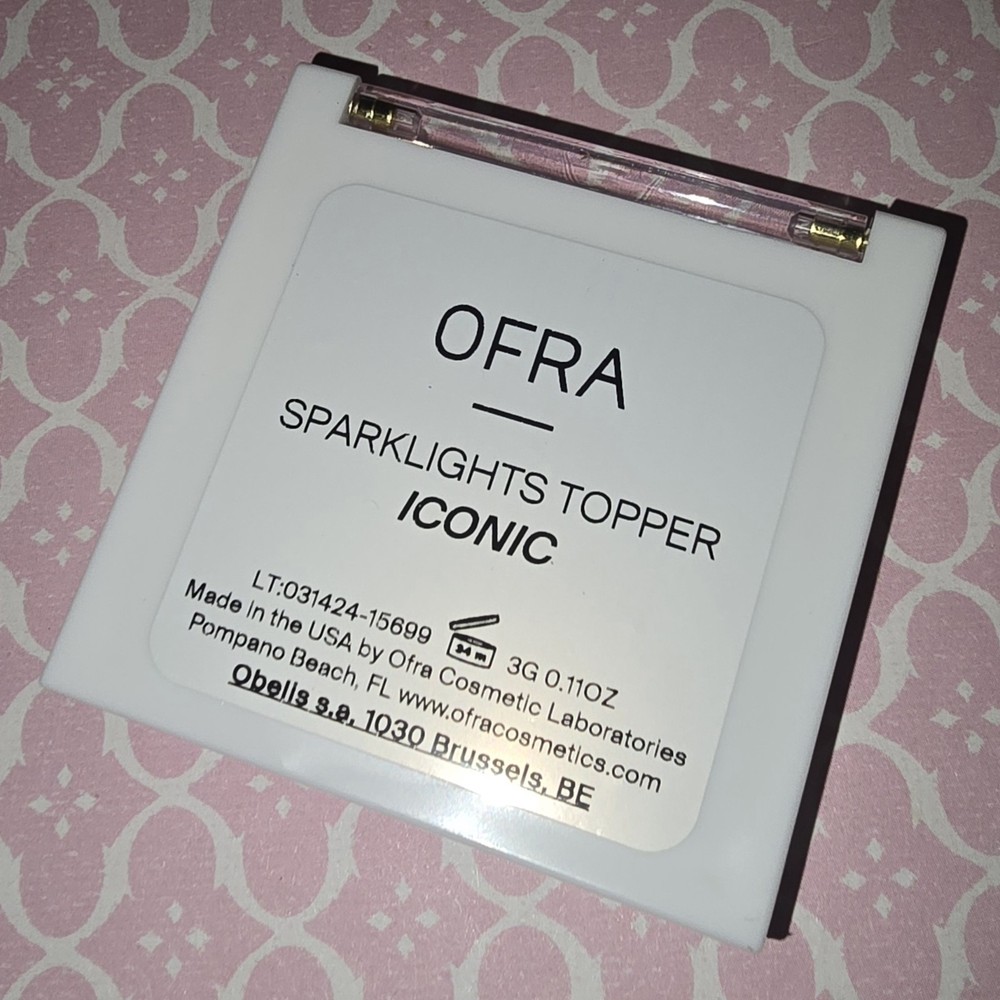 OFRA
SPARKLIGHTS TOPPER
ICONIC
LT:031424-15699 24 m 3G 0.11OZ
Made in the USA by Ofra Cosmetic Laboratories
Pompano Beach, FL www.ofracosmetics.com
Obelis s.a, 1030 Brussels, BE